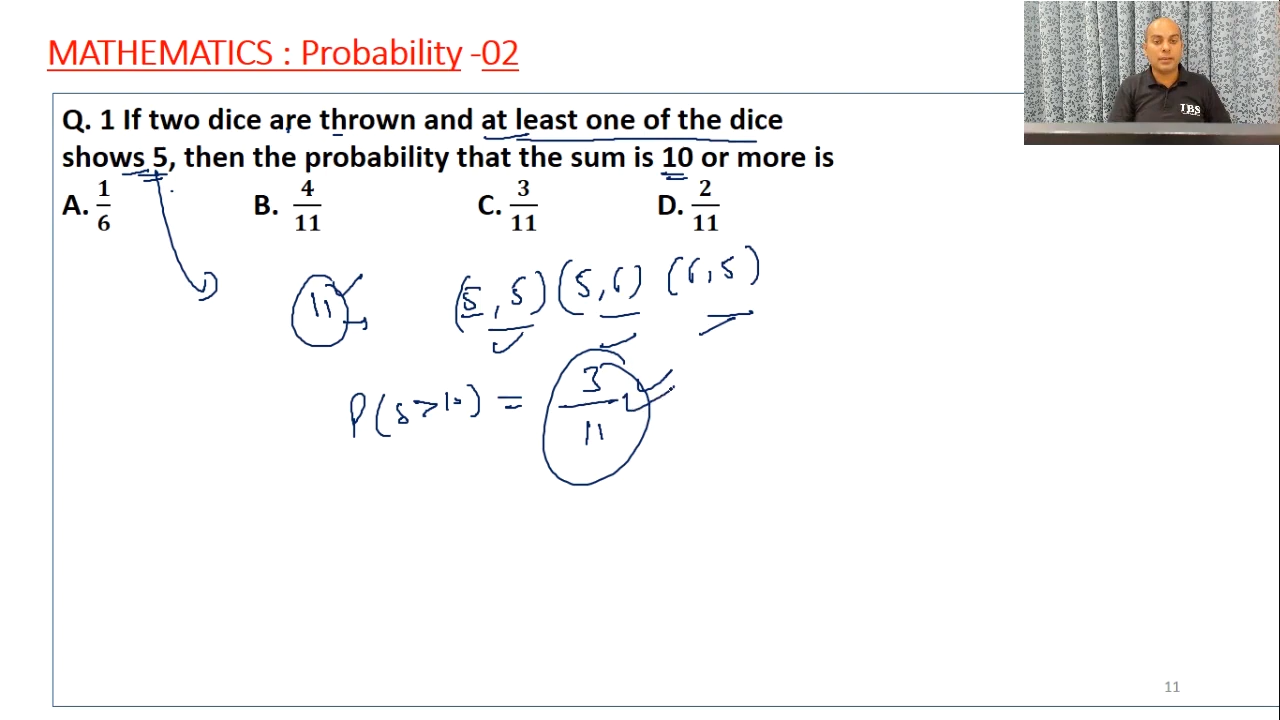 MATHEMATICS : Probability -02
IBS
Q. 1 If two dice are thrown and at least one of the dice
shows 5, then the probability that the sum is 10 or more is
A. 1/6 B. 4/11 C. 3/11 D. 2/11
11 (5,5) (5,6) (6,5)
P(s>10) = 3/11
11